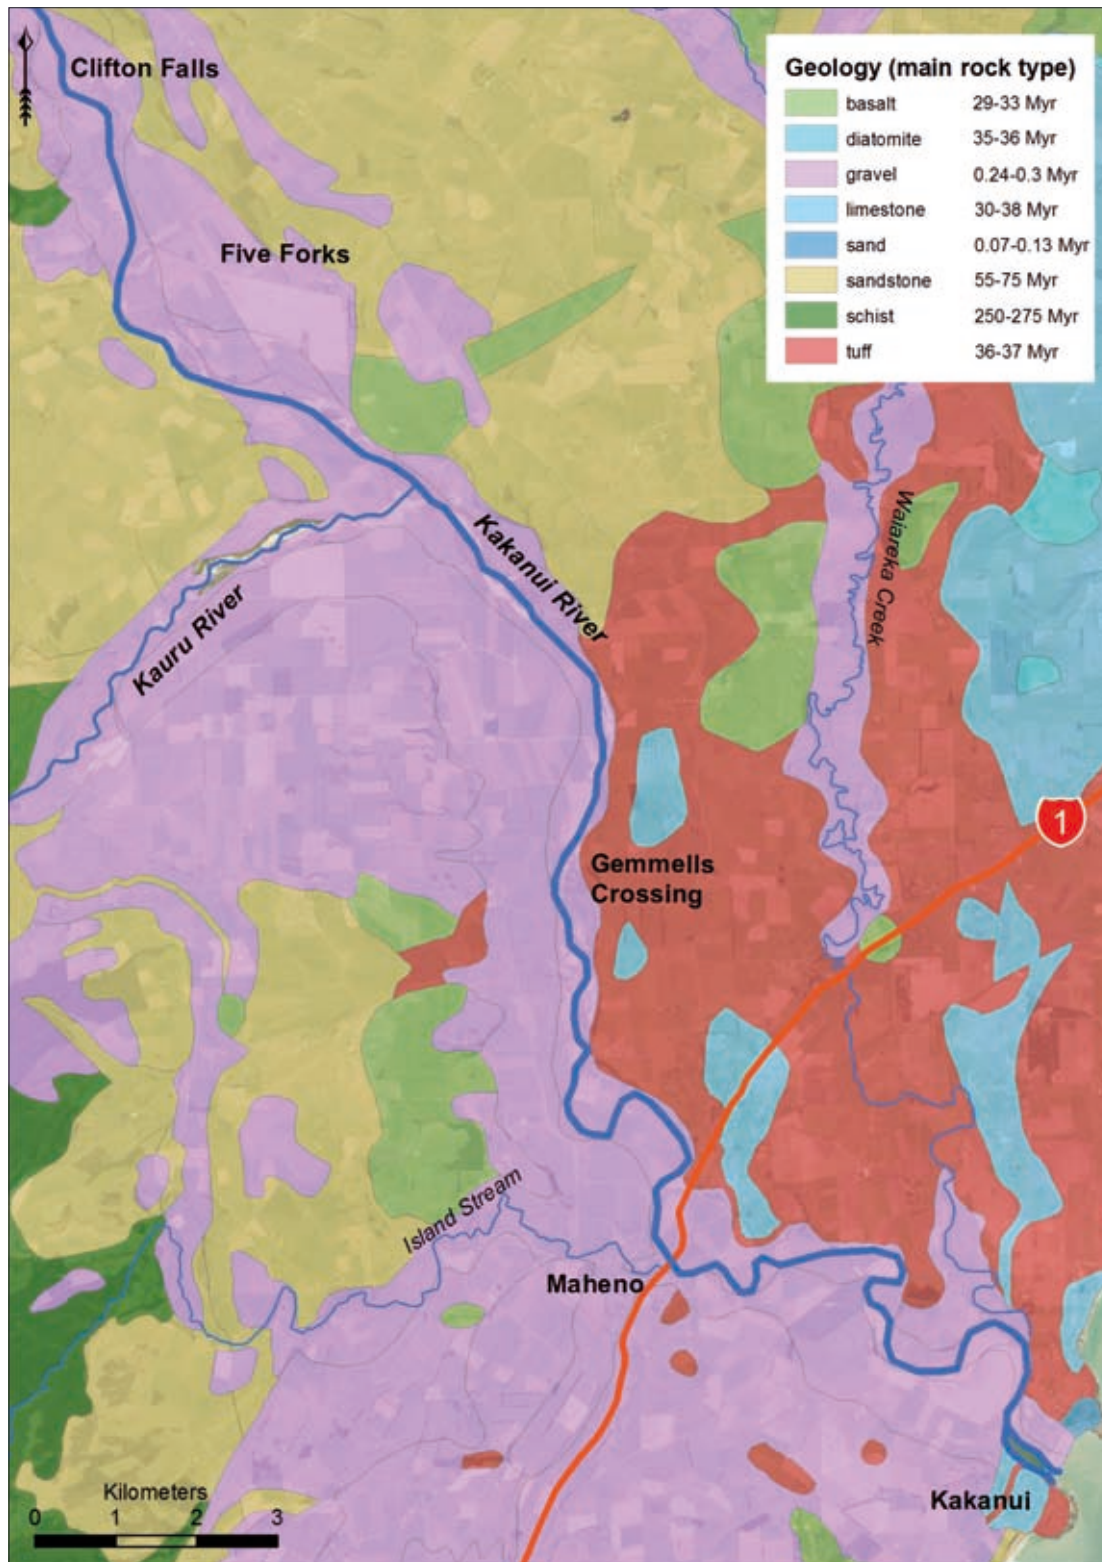 Clifton Falls
Geology (main rock type)
basalt 29-33 Myr
diatomite 35-36 Myr
gravel 0.24-0.3 Myr
limestone 30-38 Myr
sand 0.07-0.13 Myr
sandstone 55-75 Myr
schist 250-275 Myr
tuff 36-37 Myr
Five Forks
Kakanui River
Waiareka Creek
Kauru River
1
Gemmells
Crossing
Island Stream
Maheno
Kakanui
Kilometers
0 1 2 3